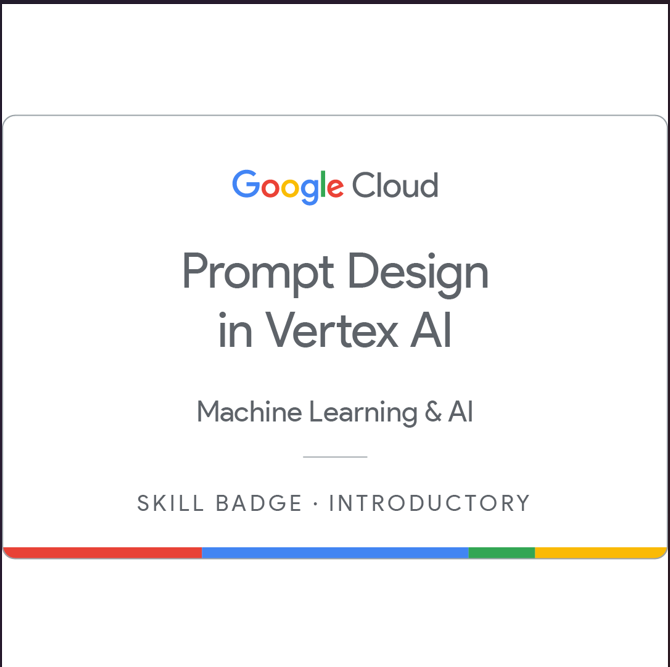 Google Cloud
Prompt Design
in Vertex AI
Machine Learning & AI
SKILL BADGE · INTRODUCTORY